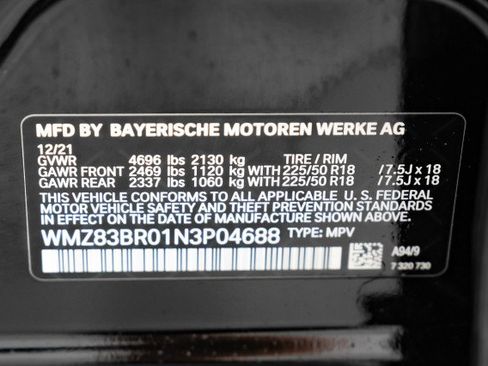 MFD BY BAYERISCHE MOTOREN WERKE AG
12/21
GVWR 4696 lbs 2130 kg TIRE / RIM
GAWR FRONT 2469 lbs 1120 kg WITH 225/50 R18 /7.5J x 18
GAWR REAR 2337 lbs 1060 kg WITH 225/50 R18 /7.5J x 18
THIS VEHICLE CONFORMS TO ALL APPLICABLE U. S. FEDERAL
MOTOR VEHICLE SAFETY AND THEFT PREVENTION STANDARDS
IN EFFECT ON THE DATE OF MANUFACTURE SHOWN ABOVE.
WMZ83BR01N3P04688 TYPE: MPV
A94/9
7 320 730